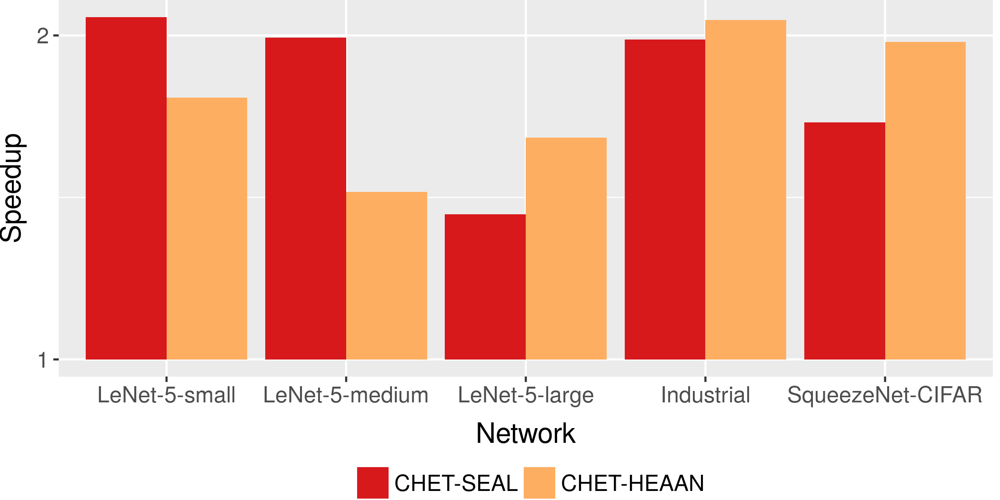 Speedup
2
1
LeNet-5-small LeNet-5-medium LeNet-5-large Industrial SqueezeNet-CIFAR
Network
CHET-SEAL CHET-HEAAN